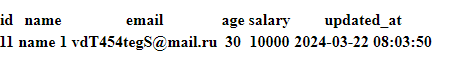 id name email age salary updated_at
11 name 1 vdT454tegS@mail.ru 30 10000 2024-03-22 08:03:50